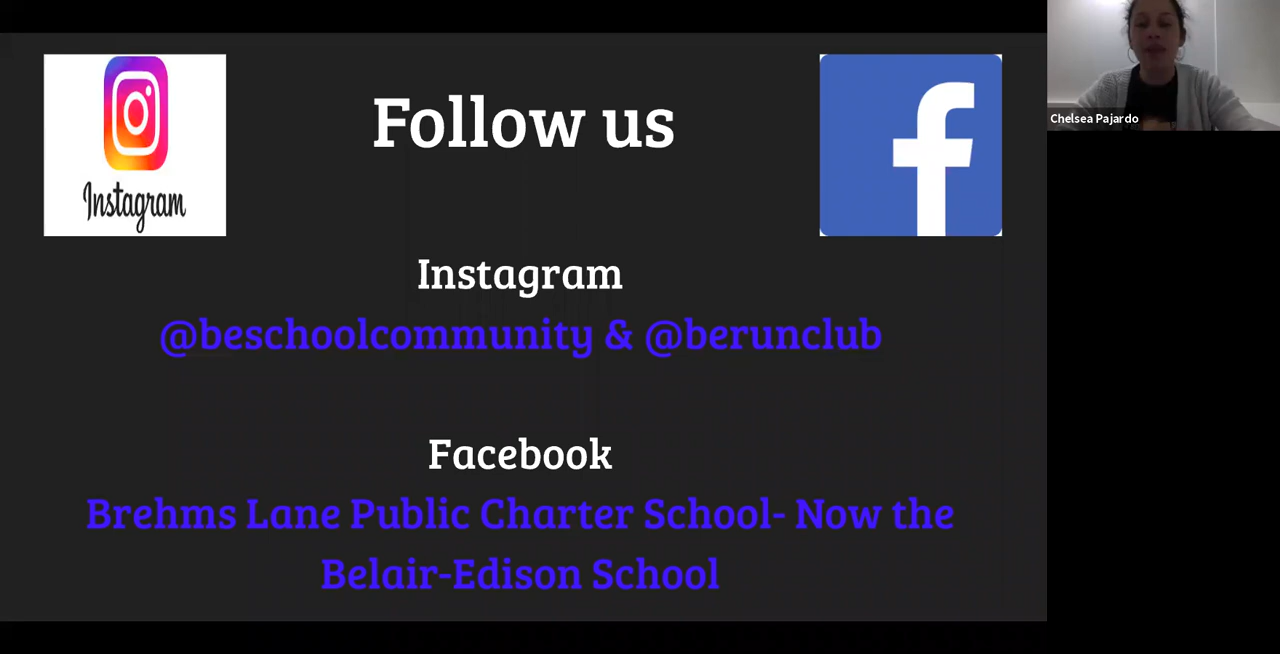 Follow us
Instagram
Chelsea Pajardo
Instagram
@beschoolcommunity & @berunclub
Facebook
Brehms Lane Public Charter School- Now the
Belair-Edison School